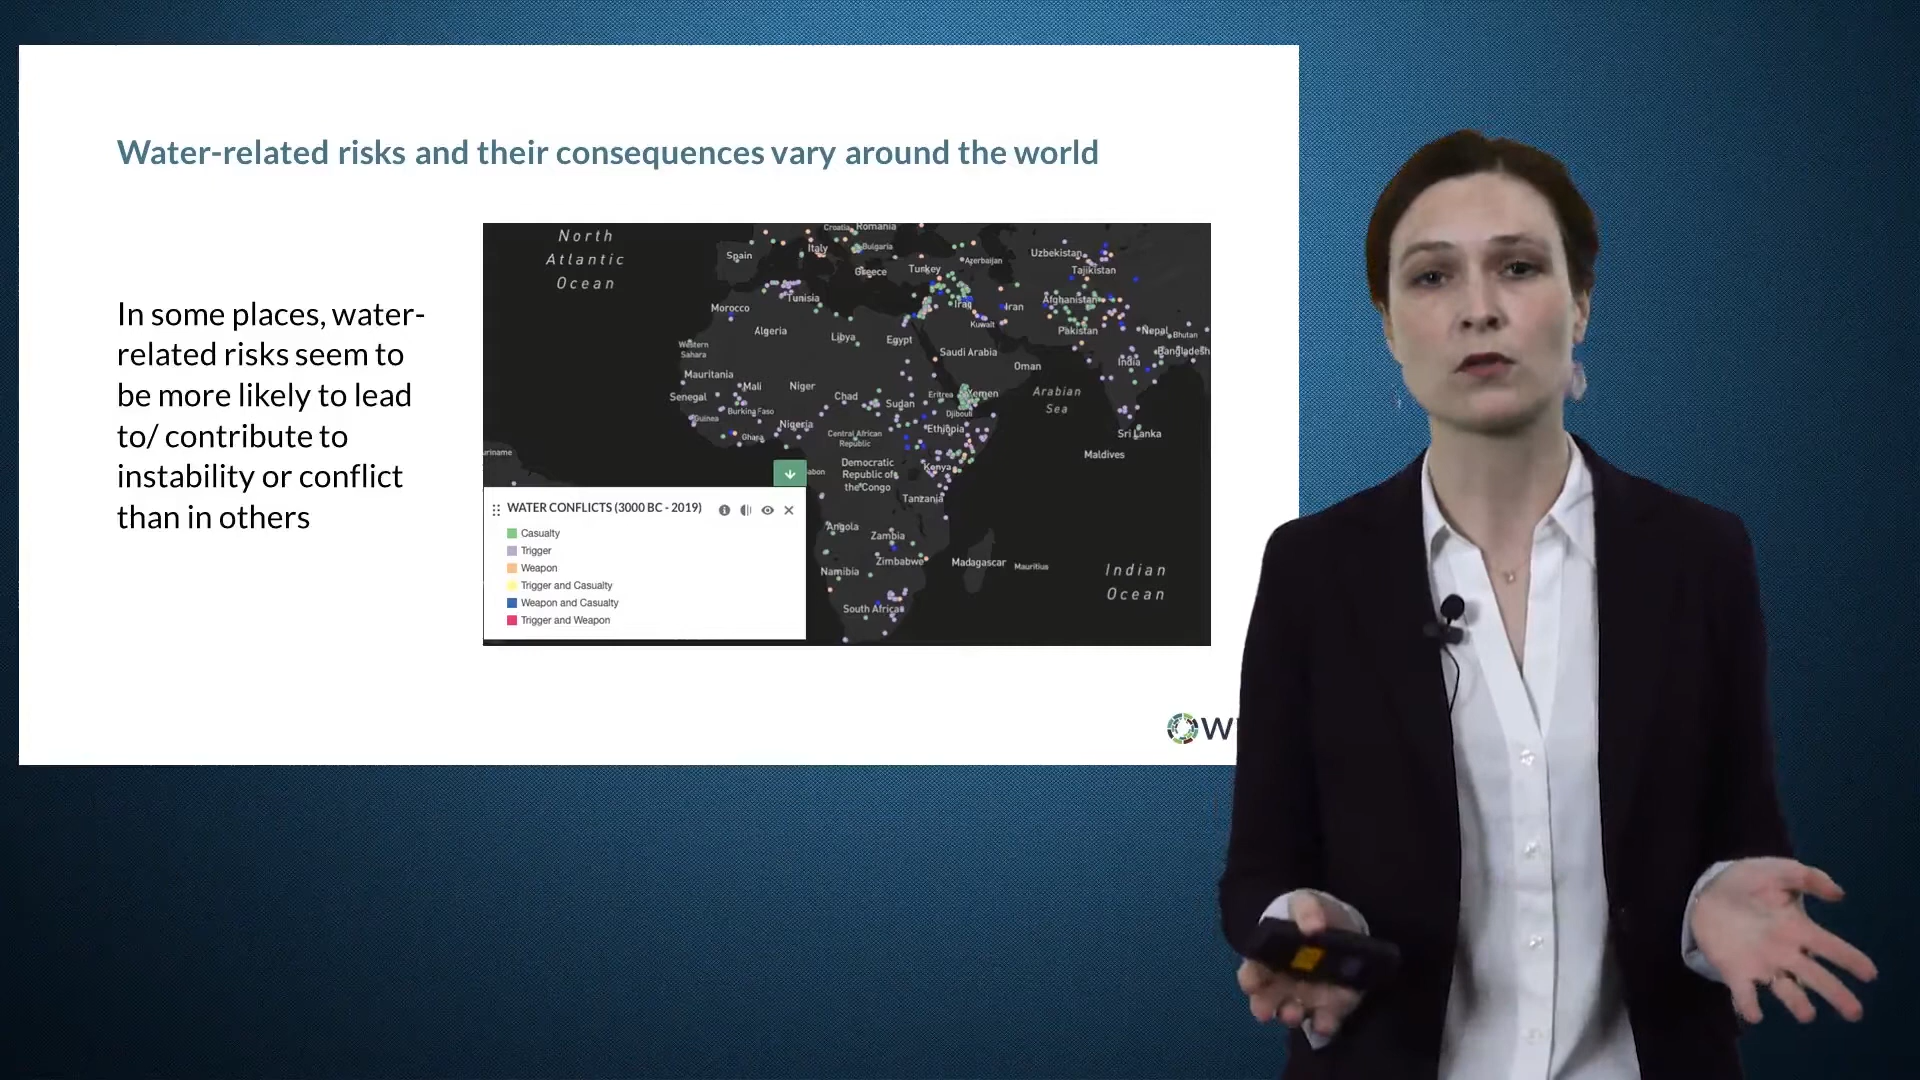 Water-related risks and their consequences vary around the world
In some places, water-
related risks seem to
be more likely to lead
to/ contribute to
instability or conflict
than in others
North
Atlantic
Ocean
Croatia
Romania
Italy
Bulgaria
Spain
Greece
Turkey
Azerbaijan
Uzbekistan
Tajikistan
Morocco
Tunisia
Iraq
Iran
Afghanistan
Kuwait
Pakistan
Algeria
Libya
Egypt
Nepal
Bhutan
Western
Sahara
Saudi Arabia
Bangladesh
India
Oman
Mauritania
Mali
Niger
Chad
Sudan
Eritrea
Yemen
Arabian
Sea
Senegal
Guinea
Burkina Faso
Djibouti
Nigeria
Ghana
Central African
Republic
Ethiopia
Sri Lanka
Maldives
uriname
abon
Democratic
Republic of
the Congo
Kenya
Tanzania
Angola
Zambia
Zimbabwe
Namibia
Madagascar
Mauritius
Indian
Ocean
South Africa
WATER CONFLICTS (3000 BC - 2019)
Casualty
Trigger
Weapon
Trigger and Casualty
Weapon and Casualty
Trigger and Weapon